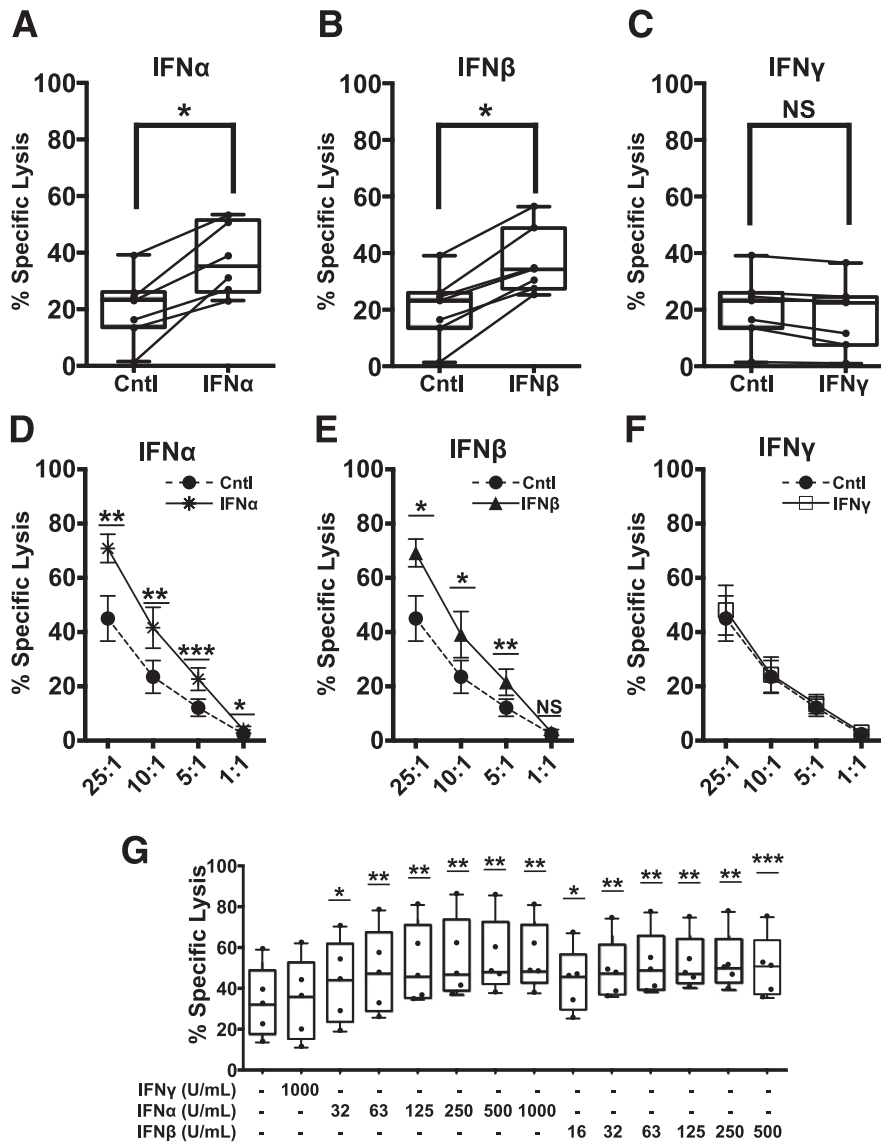 A B C
IFNα IFNβ IFNγ
* * NS
% Specific Lysis % Specific Lysis % Specific Lysis
100 100 100
80 80 80
60 60 60
40 40 40
20 20 20
0 0 0
Cntl IFNα Cntl IFNβ Cntl IFNγ
D E F
IFNα IFNβ IFNγ
Cntl Cntl Cntl
IFNα IFNβ IFNγ
** ** *** *
* * ** NS
% Specific Lysis % Specific Lysis % Specific Lysis
100 100 100
80 80 80
60 60 60
40 40 40
20 20 20
0 0 0
25:1 10:1 5:1 1:1 25:1 10:1 5:1 1:1 25:1 10:1 5:1 1:1
G
% Specific Lysis
100
80
60
40
20
0
* ** ** ** ** ** * ** ** ** ** ***
IFNγ (U/mL) - 1000 - - - - - - - - - - - -
IFNα (U/mL) - - 32 63 125 250 500 1000 - - - - - -
IFNβ (U/mL) - - - - - - - - 16 32 63 125 250 500